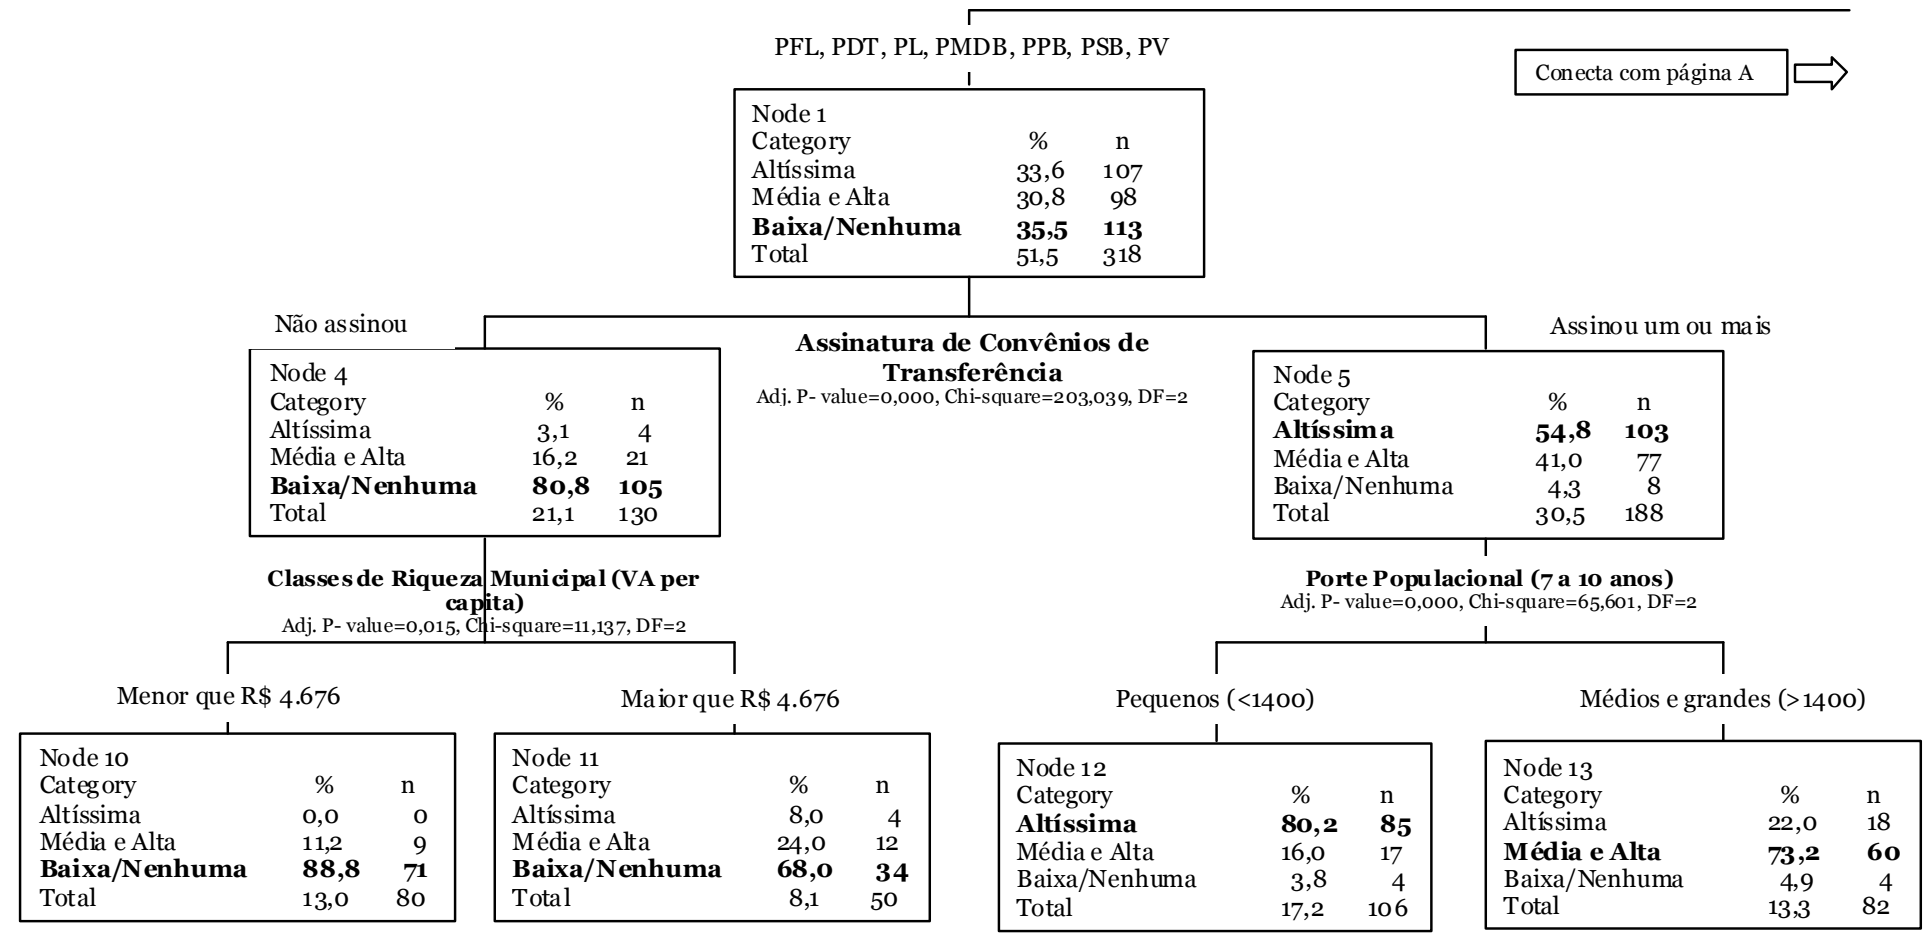 PFL, PDT, PL, PMDB, PPB, PSB, PV
Conecta com página A
Node 1
Category % n
Altíssima 33,6 107
Média e Alta 30,8 98
Baixa/Nenhuma 35,5 113
Total 51,5 318
Não assinou
Assinatura de Convênios de
Transferência
Adj. P- value=0,000, Chi-square=203,039, DF=2
Assinou um ou mais
Node 4
Category % n
Altíssima 3,1 4
Média e Alta 16,2 21
Baixa/Nenhuma 80,8 105
Total 21,1 130
Node 5
Category % n
Altíssima 54,8 103
Média e Alta 41,0 77
Baixa/Nenhuma 4,3 8
Total 30,5 188
Classes de Riqueza Municipal (VA per
capita)
Adj. P- value=0,015, Chi-square=11,137, DF=2
Porte Populacional (7 a 10 anos)
Adj. P- value=0,000, Chi-square=65,601, DF=2
Menor que R$ 4.676
Maior que R$ 4.676
Pequenos (<1400)
Médios e grandes (>1400)
Node 10
Category % n
Altíssima 0,0 0
Média e Alta 11,2 9
Baixa/Nenhuma 88,8 71
Total 13,0 80
Node 11
Category % n
Altíssima 8,0 4
Média e Alta 24,0 12
Baixa/Nenhuma 68,0 34
Total 8,1 50
Node 12
Category % n
Altíssima 80,2 85
Média e Alta 16,0 17
Baixa/Nenhuma 3,8 4
Total 17,2 106
Node 13
Category % n
Altíssima 22,0 18
Média e Alta 73,2 60
Baixa/Nenhuma 4,9 4
Total 13,3 82